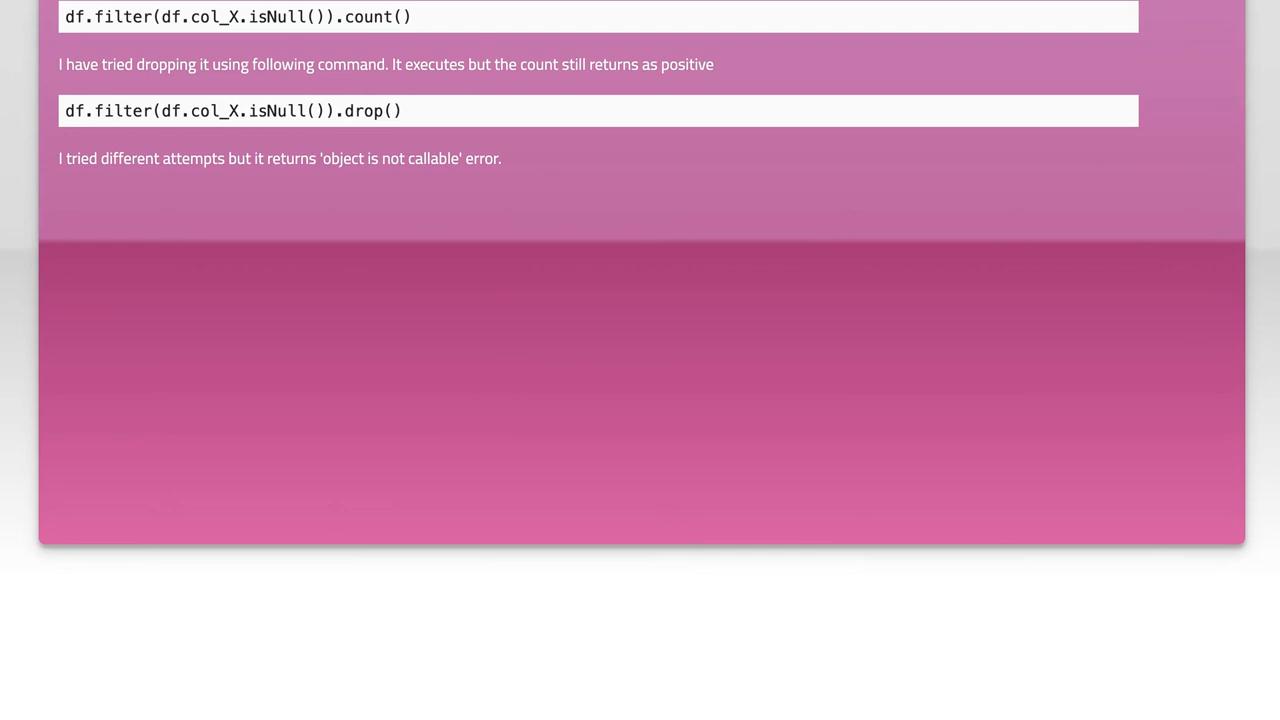 df.filter(df.col_X.isNull()).count()
I have tried dropping it using following command. It executes but the count still returns as positive
df.filter(df.col_X.isNull()).drop()
I tried different attempts but it returns 'object is not callable' error.